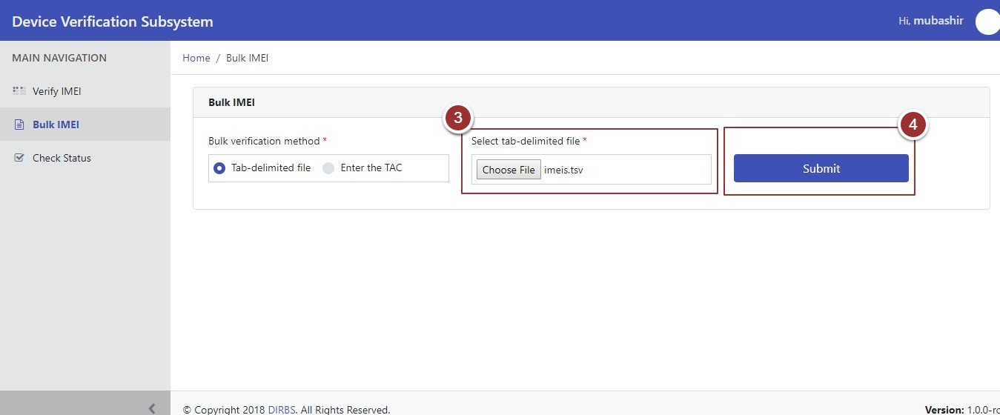 Device Verification Subsystem
Hi, mubashir
MAIN NAVIGATION
Home / Bulk IMEI
Verify IMEI
Bulk IMEI
Check Status
Bulk IMEI
3
4
Bulk verification method *
Select tab-delimited file *
Tab-delimited file Enter the TAC
Choose File imeis.tsv
Submit
© Copyright 2018 DIRBS. All Rights Reserved.
Version: 1.0.0-rc